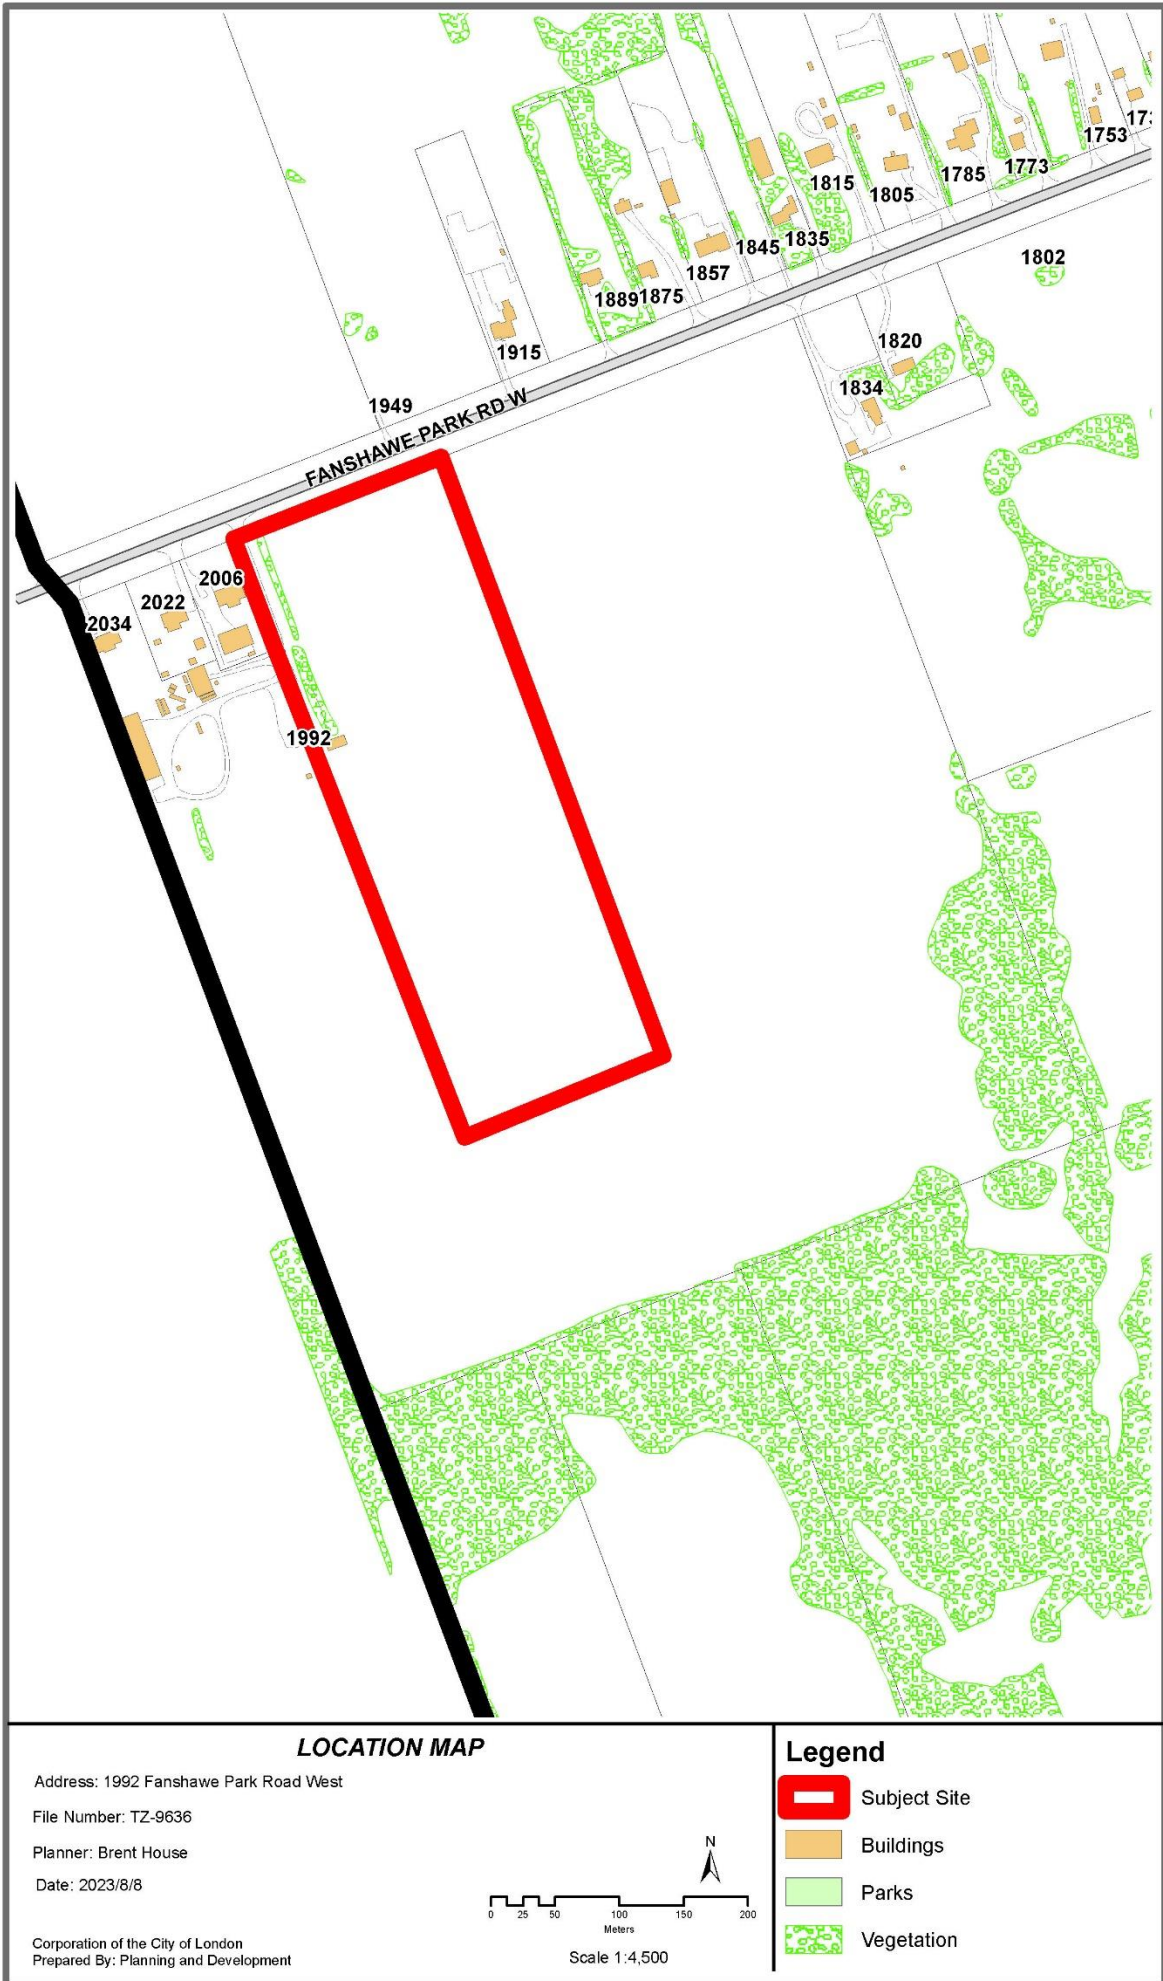 1753
1785
1773
1815
1805
1802
1845
1835
1857
1889
1875
1915
1820
1834
1949
FANSHAWE PARK RD W
2006
2022
2034
1992
LOCATION MAP
Address: 1992 Fanshawe Park Road West
File Number: TZ-9636
Planner: Brent House
Date: 2023/8/8
Corporation of the City of London
Prepared By: Planning and Development
N
0 25 50 100 150 200
Meters
Scale 1:4,500
Legend
Subject Site
Buildings
Parks
Vegetation